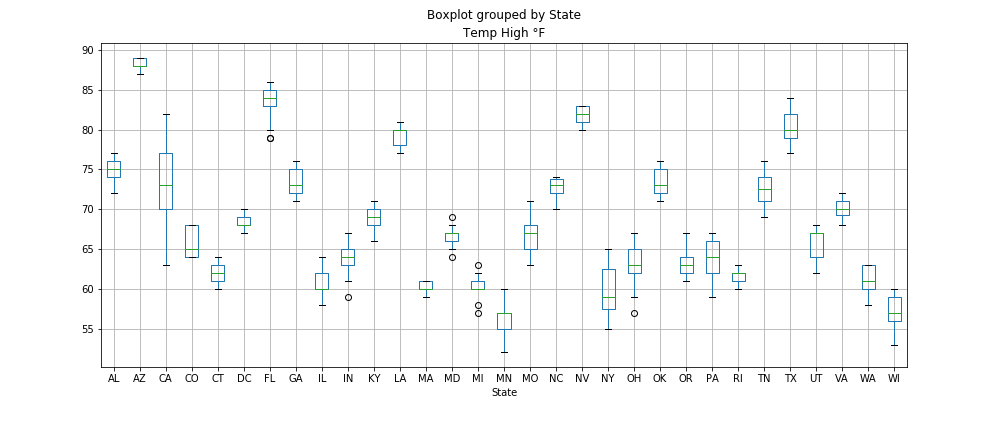 Boxplot grouped by State
Temp High °F
90
85
80
75
70
65
60
55
AL AZ CA CO CT DC FL GA IL IN KY LA MA MD MI MN MO NC NV NY OH OK OR PA RI TN TX UT VA WA WI
State